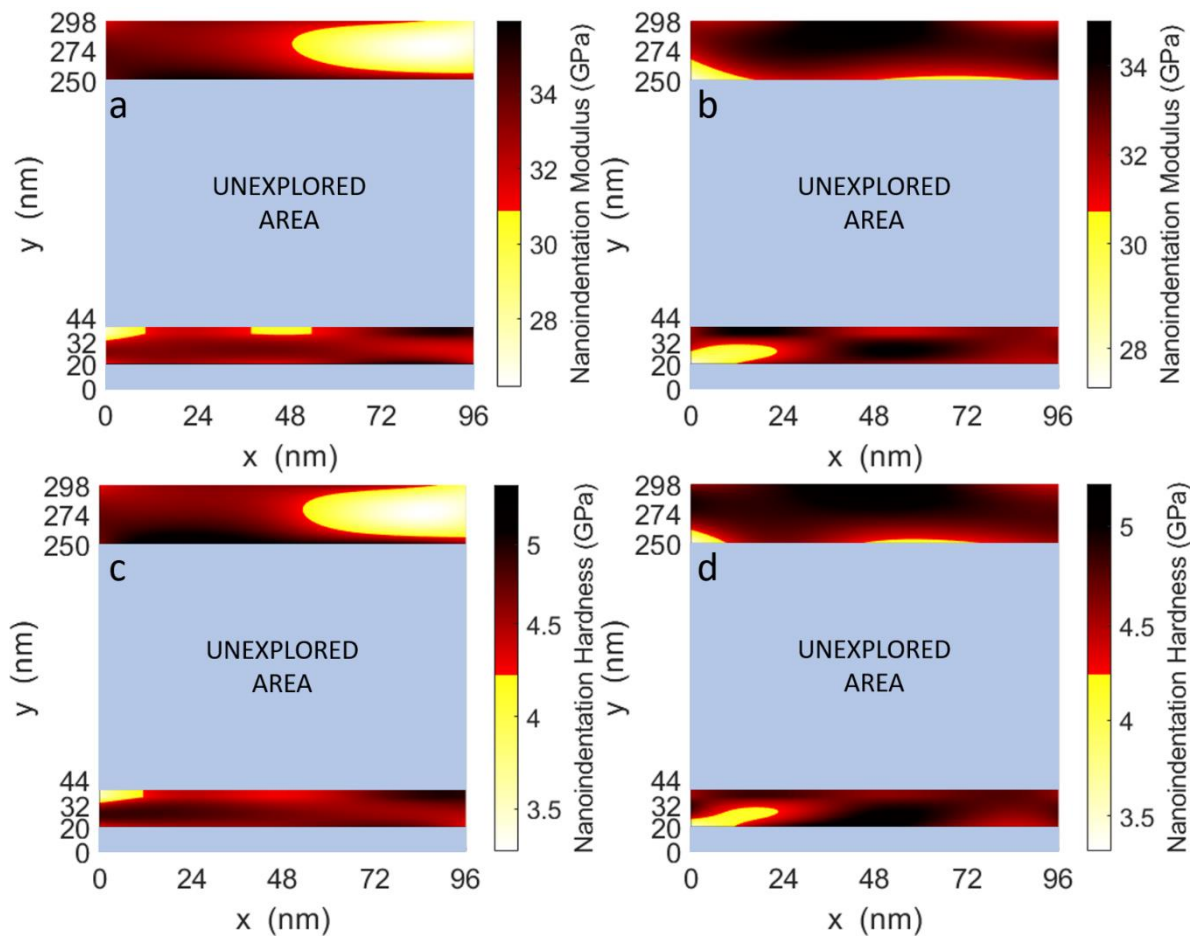 298
274
250
a
UNEXPLORED
AREA
y (nm)
44
32
20
0
0 24 48 72 96
x (nm)
34
32
30
28
Nanoindentation Modulus (GPa)
298
274
250
b
UNEXPLORED
AREA
y (nm)
44
32
20
0
0 24 48 72 96
x (nm)
34
32
30
28
Nanoindentation Modulus (GPa)
298
274
250
c
UNEXPLORED
AREA
y (nm)
44
32
20
0
0 24 48 72 96
x (nm)
5
4.5
4
3.5
Nanoindentation Hardness (GPa)
298
274
250
d
UNEXPLORED
AREA
y (nm)
44
32
20
0
0 24 48 72 96
x (nm)
5
4.5
4
3.5
Nanoindentation Hardness (GPa)